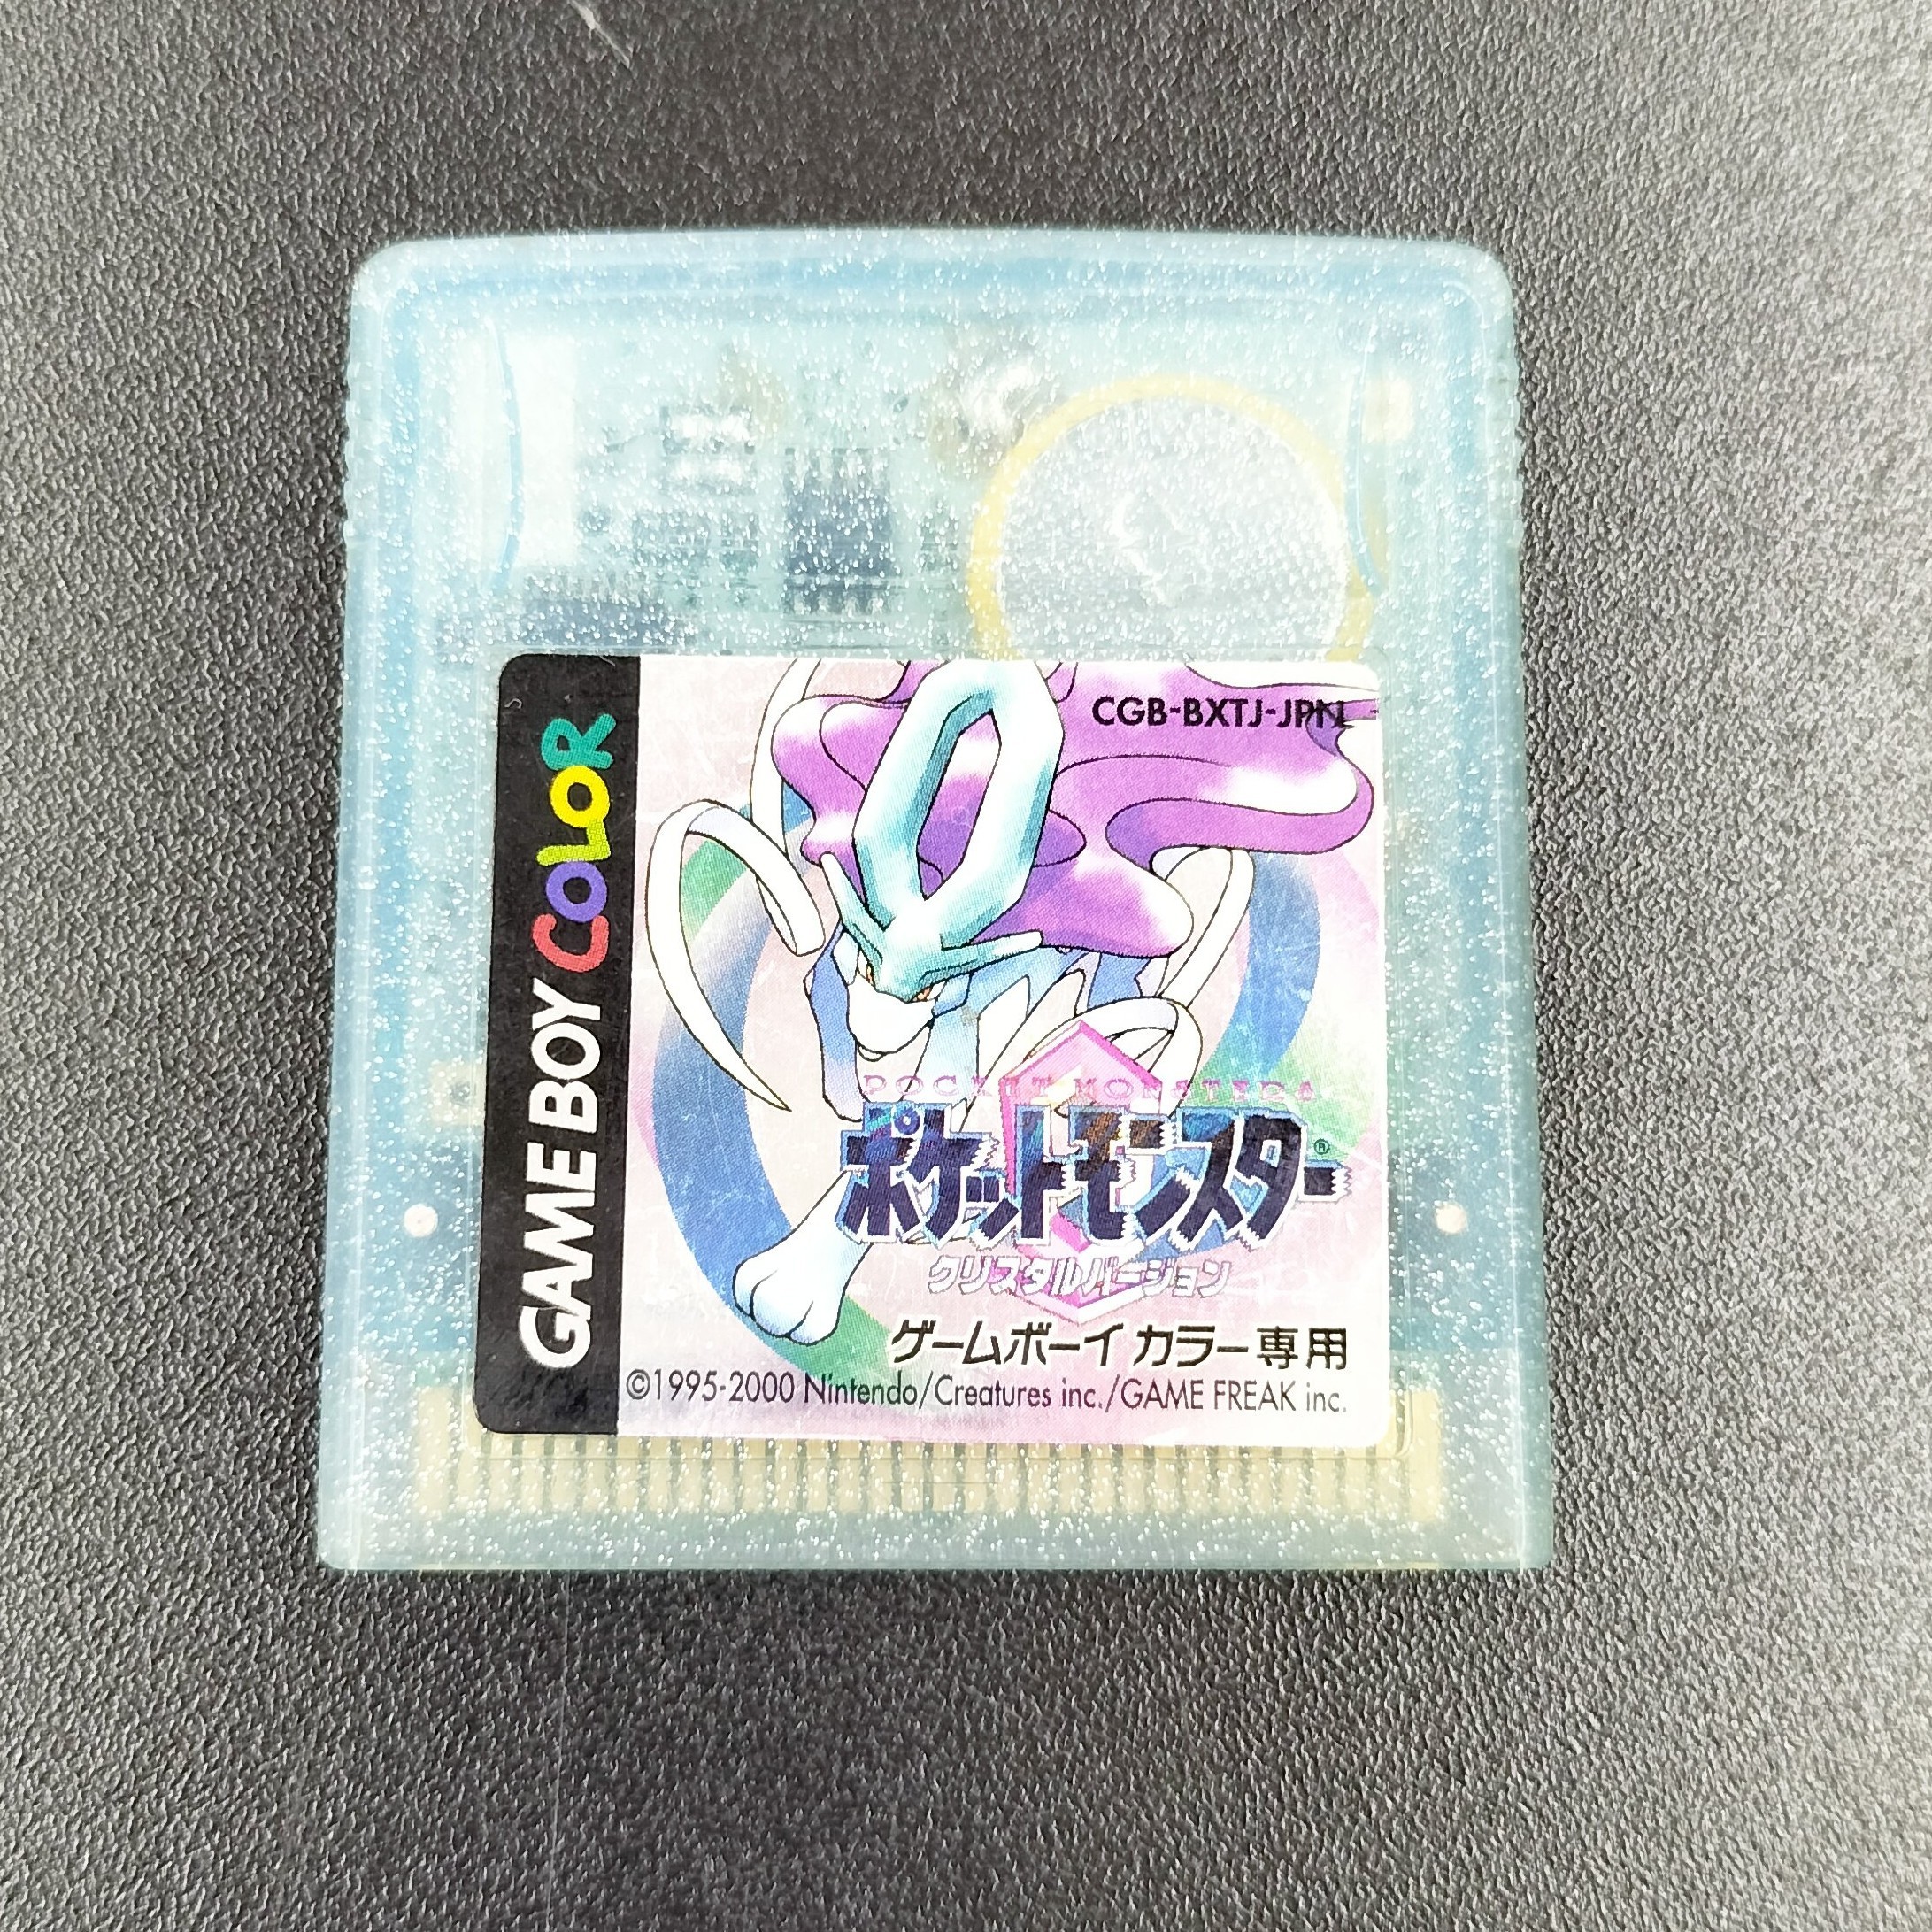 GAME BOY COLOR
CGB-BXTJ-JPN
POCKET MONSTERS
ポケットモンスター®
クリスタルバージョン
ゲームボーイ カラー専用
©1995-2000 Nintendo/Creatures inc./GAME FREAK inc.